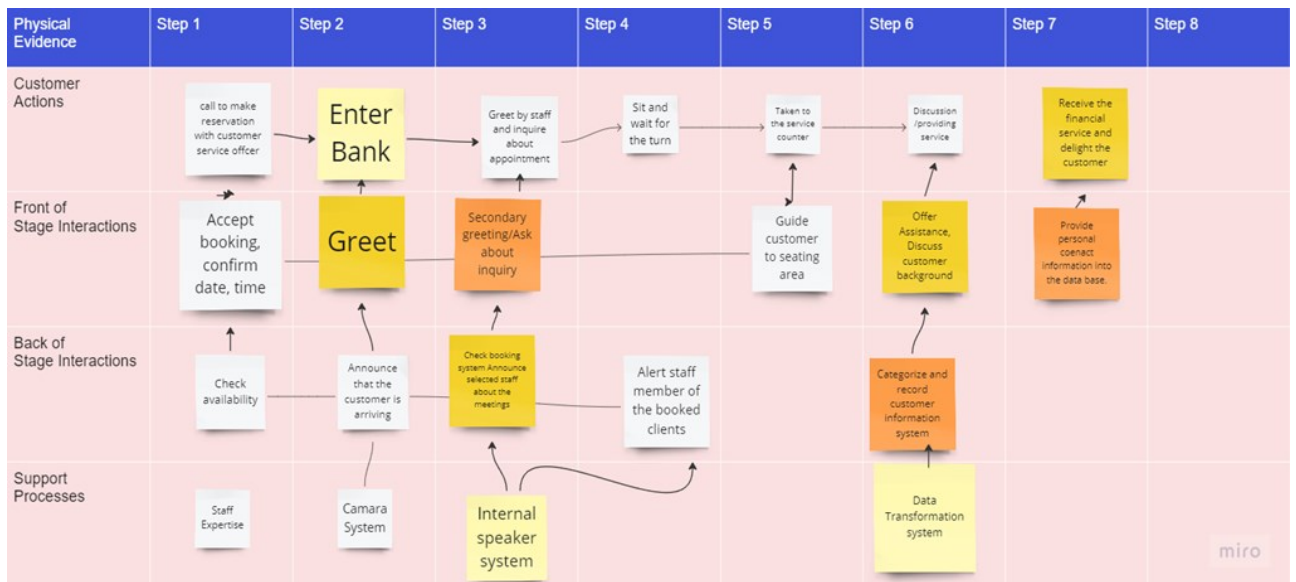 Physical
Evidence
Step 1
Step 2
Step 3
Step 4
Step 5
Step 6
Step 7
Step 8
Customer
Actions
call to make
reservation
with customer
service offcer
Enter
Bank
Greet by staff
and inquire
about
appointment
Sit and
wait for
the turn
Taken to
the service
counter
Discussion
/providing
service
Receive the
financial
service and
delight the
customer
Front of
Stage Interactions
Accept
booking,
confirm
date, time
Greet
Secondary
greeting/Ask
about
inquiry
Guide
customer
to seating
area
Offer
Assistance,
Discuss
customer
background
Provide
personal
coenact
information into
the data base.
Back of
Stage Interactions
Check
availability
Announce
that the
customer is
arriving
Check booking
system Announce
selected staff
about the
meetings
Alert staff
member of
the booked
clients
Categorize and
record
customer
information
system
Support
Processes
Staff
Expertise
Camara
System
Internal
speaker
system
Data
Transformation
system
miro